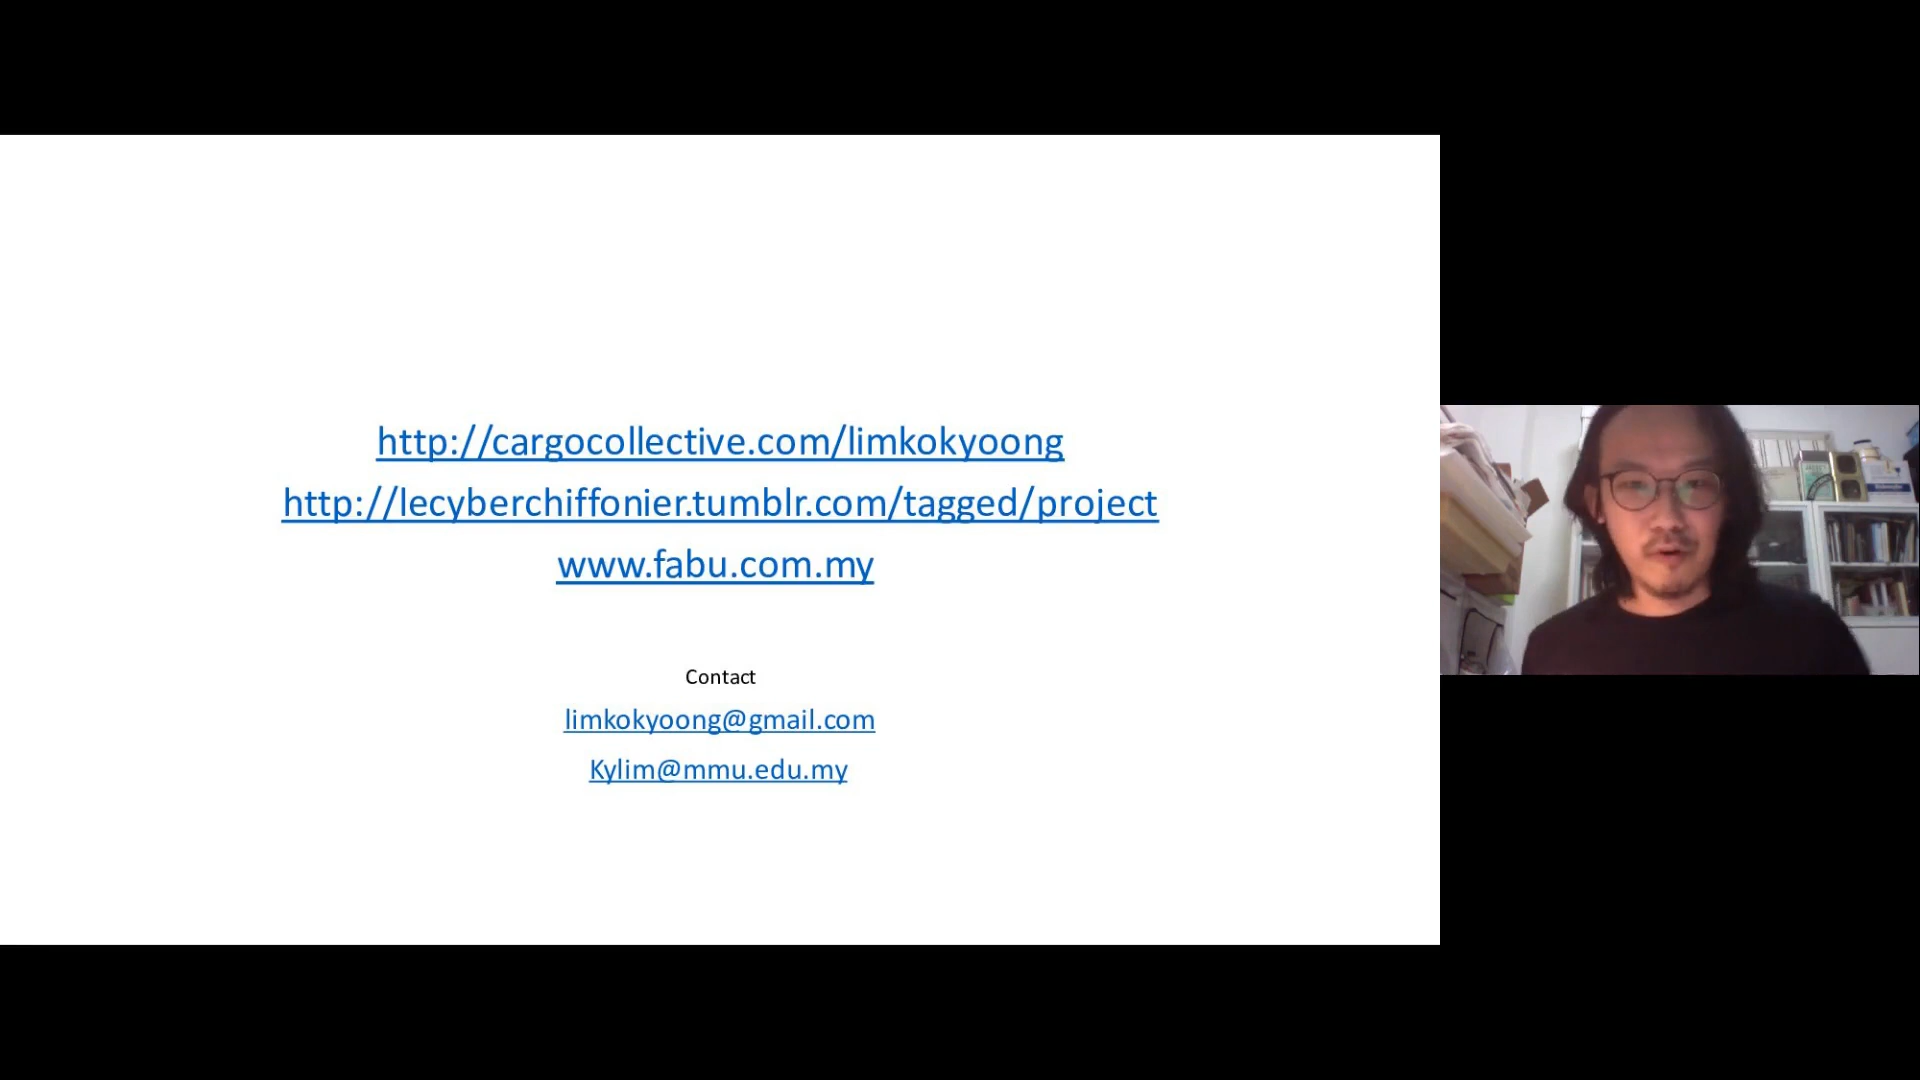 http://cargocollective.com/limkokyoong
http://lecyberchiffonier.tumblr.com/tagged/project
www.fabu.com.my
Contact
limkokyoong@gmail.com
Kylim@mmu.edu.my